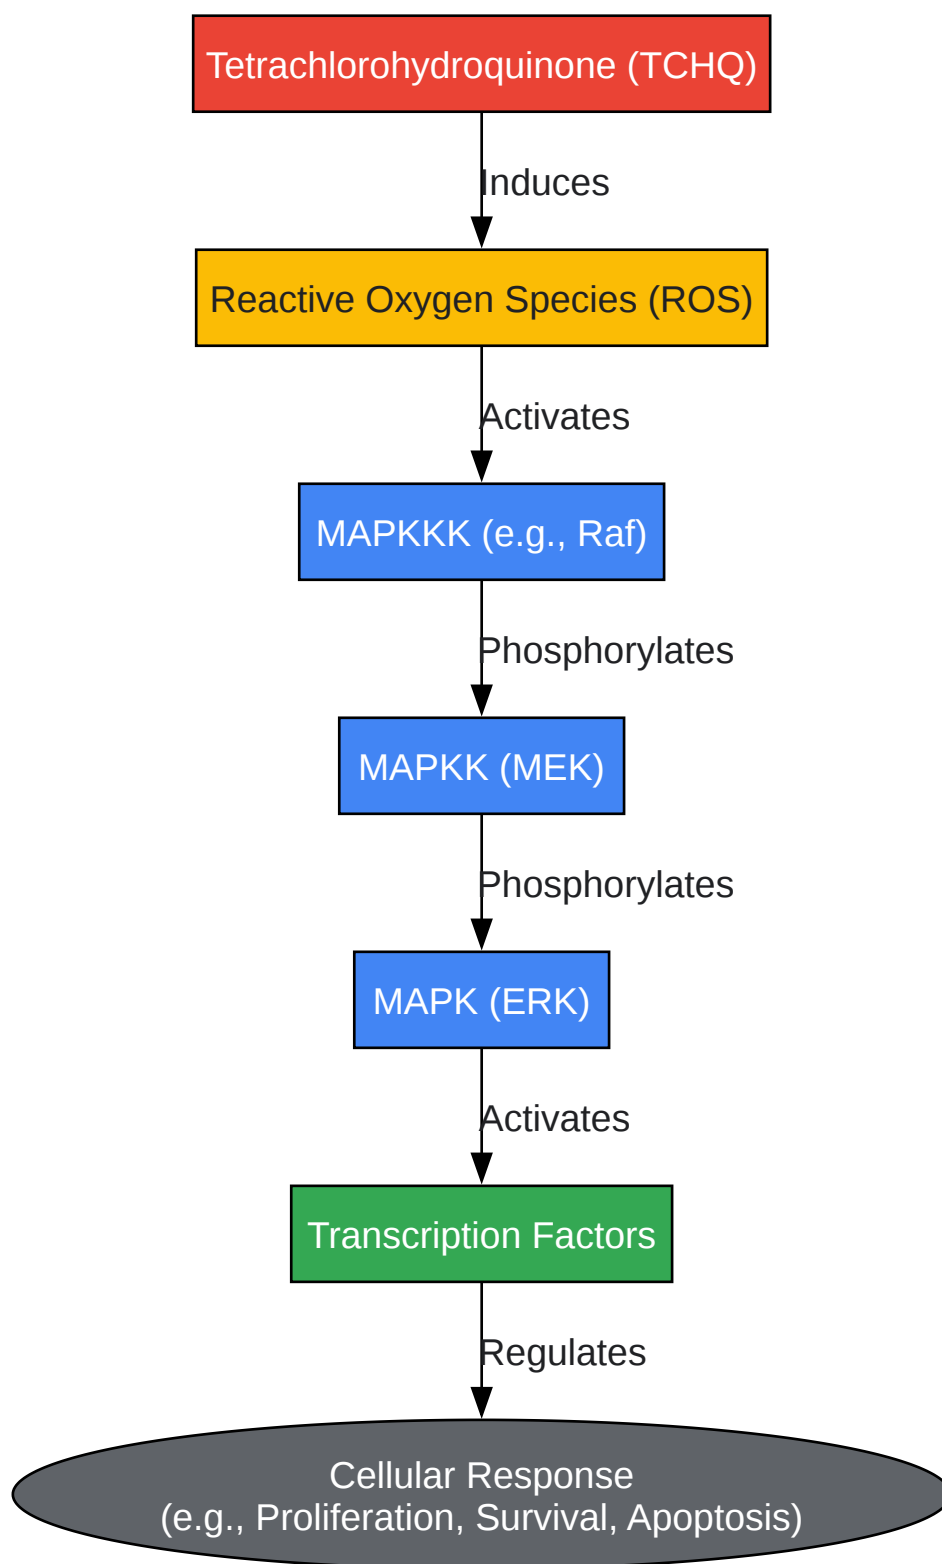 Tetrachlorohydroquinone (TCHQ)
Induces
Reactive Oxygen Species (ROS)
Activates
MAPKKK (e.g., Raf)
Phosphorylates
MAPKK (MEK)
Phosphorylates
MAPK (ERK)
Activates
Transcription Factors
Regulates
Cellular Response
(e.g., Proliferation, Survival, Apoptosis)